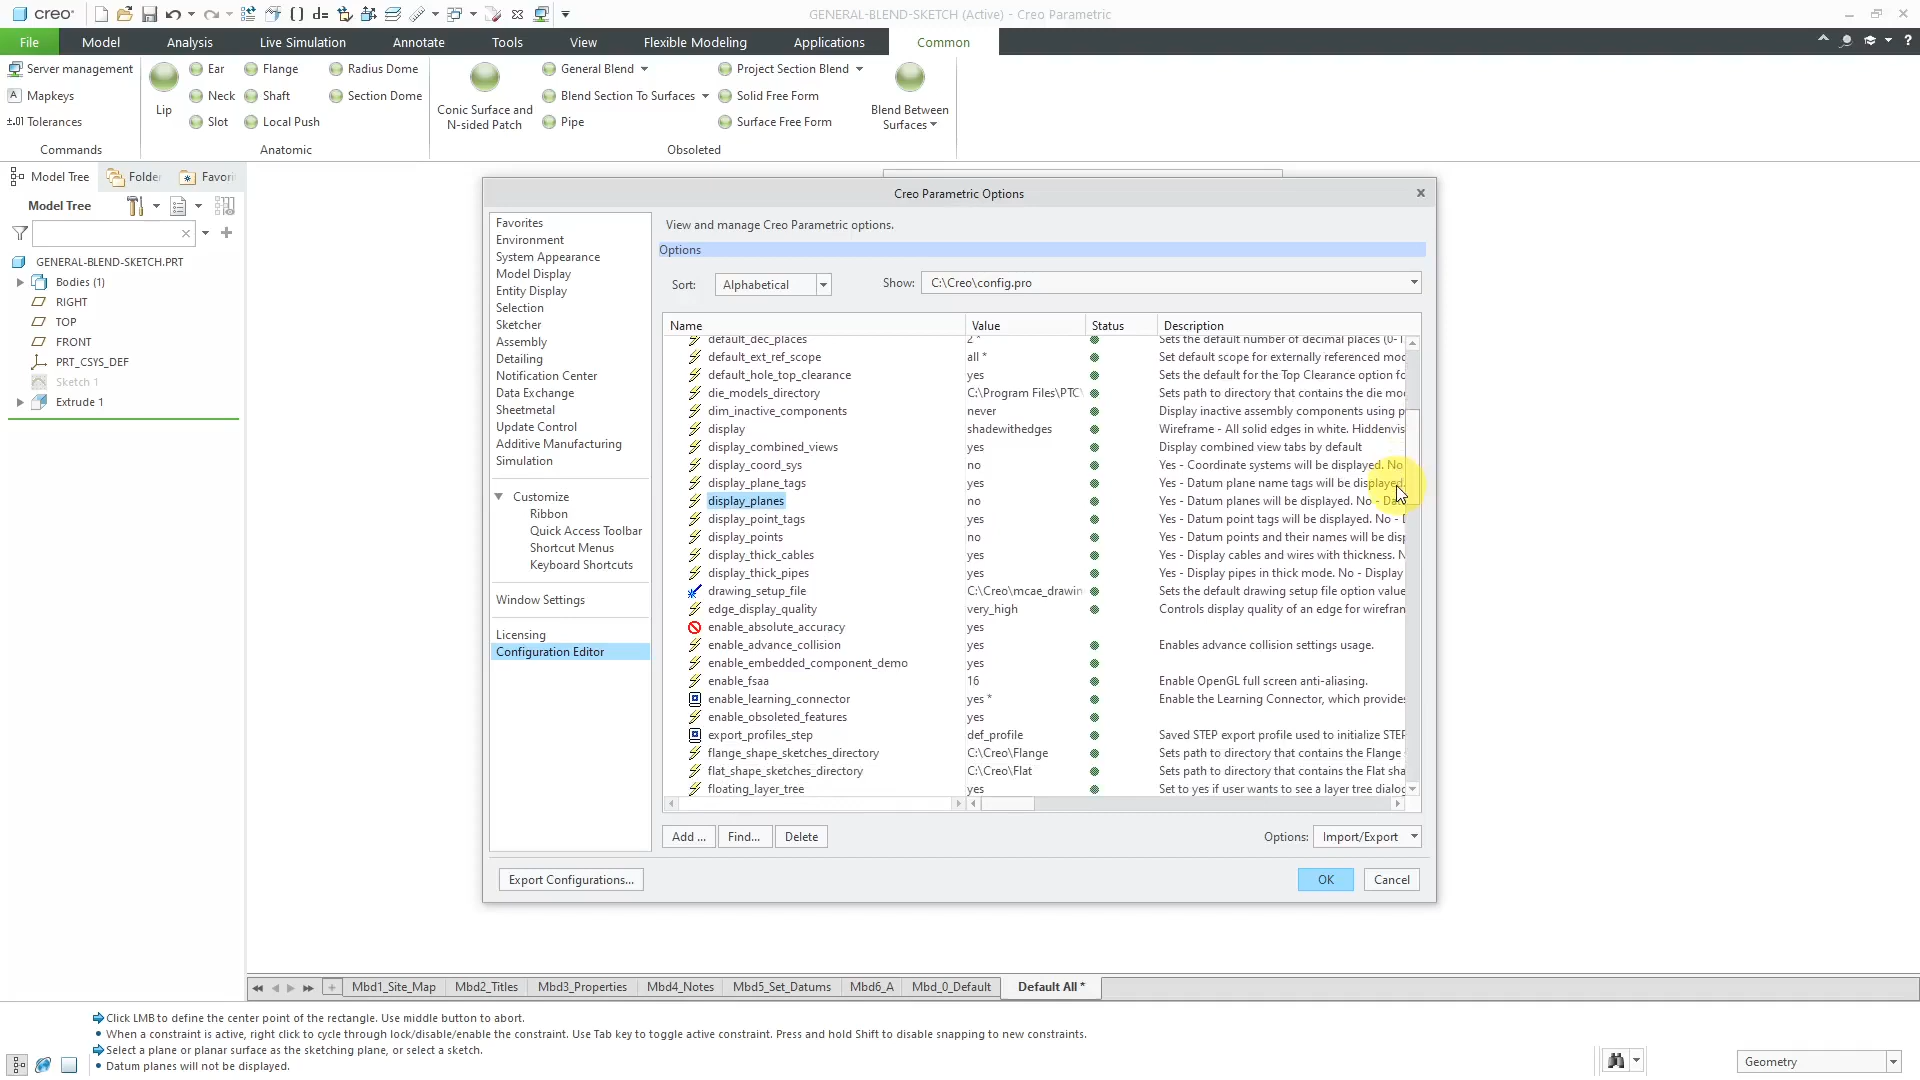 creo
GENERAL-BLEND-SKETCH (Active) - Creo Parametric
File
Model
Analysis
Live Simulation
Annotate
Tools
View
Flexible Modeling
Applications
Common
Server management
Mapkeys
Tolerances
Commands
Lip
Ear
Neck
Slot
Flange
Shaft
Local Push
Radius Dome
Section Dome
Anatomic
Conic Surface and
N-sided Patch
General Blend
Blend Section To Surfaces
Pipe
Project Section Blend
Solid Free Form
Surface Free Form
Blend Between
Surfaces
Obsoleted
Model Tree
Folder
Favori
Model Tree
GENERAL-BLEND-SKETCH.PRT
Bodies (1)
RIGHT
TOP
FRONT
PRT_CSYS_DEF
Sketch 1
Extrude 1
Creo Parametric Options
Favorites
Environment
System Appearance
Model Display
Entity Display
Selection
Sketcher
Assembly
Detailing
Notification Center
Data Exchange
Sheetmetal
Update Control
Additive Manufacturing
Simulation
Customize
Ribbon
Quick Access Toolbar
Shortcut Menus
Keyboard Shortcuts
Window Settings
Licensing
Configuration Editor
View and manage Creo Parametric options.
Options
Sort: Alphabetical
Show: C:\Creo\config.pro
Name Value Status Description
default_dec_places 2 * Sets the default number of decimal places (0-1
default_ext_ref_scope all * Set default scope for externally referenced mod
default_hole_top_clearance yes Sets the default for the Top Clearance option fo
die_models_directory C:\Program Files\PTC\ Sets path to directory that contains the die mo
dim_inactive_components never Display inactive assembly components using p
display shadewithedges Wireframe - All solid edges in white. Hiddenvis
display_combined_views yes Display combined view tabs by default
display_coord_sys no Yes - Coordinate systems will be displayed. No
display_plane_tags yes Yes - Datum plane name tags will be displayed.
display_planes no Yes - Datum planes will be displayed. No - Da
display_point_tags yes Yes - Datum point tags will be displayed. No - D
display_points no Yes - Datum points and their names will be disp
display_thick_cables yes Yes - Display cables and wires with thickness. N
display_thick_pipes yes Yes - Display pipes in thick mode. No - Display
drawing_setup_file C:\Creo\mcae_drawin Sets the default drawing setup file option value
edge_display_quality very_high Controls display quality of an edge for wirefran
enable_absolute_accuracy yes
enable_advance_collision yes Enables advance collision settings usage.
enable_embedded_component_demo yes
enable_fsaa 16 Enable OpenGL full screen anti-aliasing.
enable_learning_connector yes * Enable the Learning Connector, which provides
enable_obsoleted_features yes
export_profiles_step def_profile Saved STEP export profile used to initialize STEP
flange_shape_sketches_directory C:\Creo\Flange Sets path to directory that contains the Flange
flat_shape_sketches_directory C:\Creo\Flat Sets path to directory that contains the Flat sha
floating_layer_tree yes Set to yes if user wants to see a layer tree dialog
Add ...
Find...
Delete
Options: Import/Export
Export Configurations...
OK
Cancel
Mbd1_Site_Map
Mbd2_Titles
Mbd3_Properties
Mbd4_Notes
Mbd5_Set_Datums
Mbd6_A
Mbd_0_Default
Default All *
Click LMB to define the center point of the rectangle. Use middle button to abort.
• When a constraint is active, right click to cycle through lock/disable/enable the constraint. Use Tab key to toggle active constraint. Press and hold Shift to disable snapping to new constraints.
Select a plane or planar surface as the sketching plane, or select a sketch.
• Datum planes will not be displayed.
Geometry